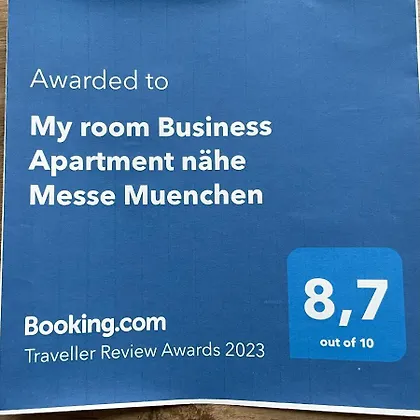 Awarded to
My room Business
Apartment nähe
Messe Muenchen
8,7
out of 10
Booking.com
Traveller Review Awards 2023